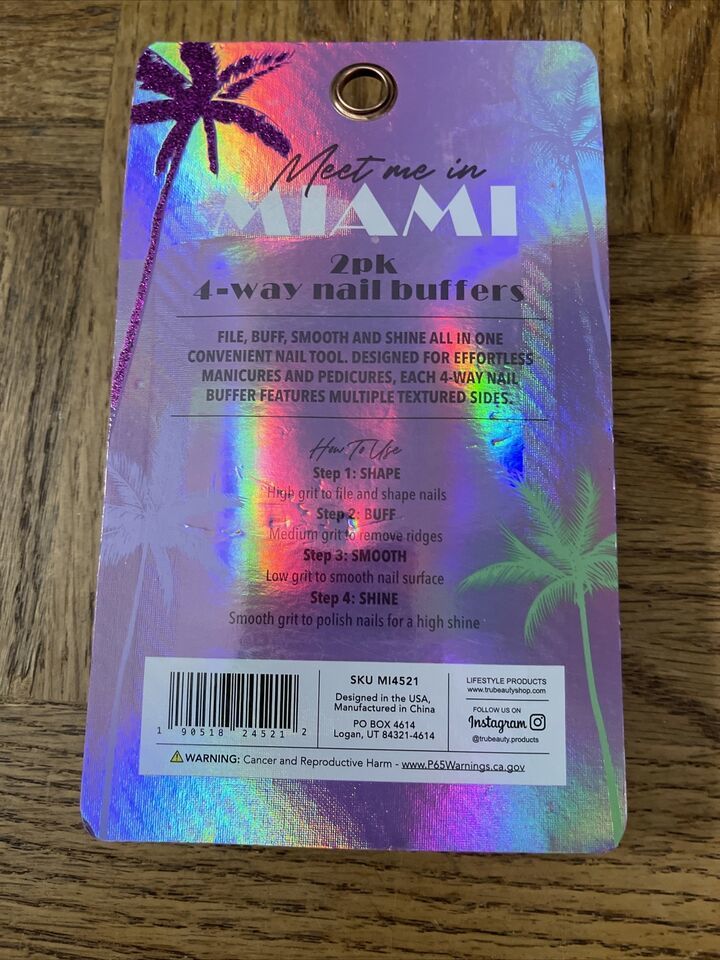 Meet me in
MIAMI
2pk
4-way nail buffers
FILE, BUFF, SMOOTH AND SHINE ALL IN ONE
CONVENIENT NAIL TOOL. DESIGNED FOR EFFORTLESS
MANICURES AND PEDICURES, EACH 4-WAY NAIL
BUFFER FEATURES MULTIPLE TEXTURED SIDES.
How To Use
Step 1: SHAPE
High grit to file and shape nails
Step 2: BUFF
Medium grit to remove ridges
Step 3: SMOOTH
Low grit to smooth nail surface
Step 4: SHINE
Smooth grit to polish nails for a high shine
1 90518 24521 2
SKU MI4521
Designed in the USA,
Manufactured in China
PO BOX 4614
Logan, UT 84321-4614
LIFESTYLE PRODUCTS
www.trubeautyshop.com
FOLLOW US ON
Instagram
@trubeauty.products
WARNING: Cancer and Reproductive Harm - www.P65Warnings.ca.gov